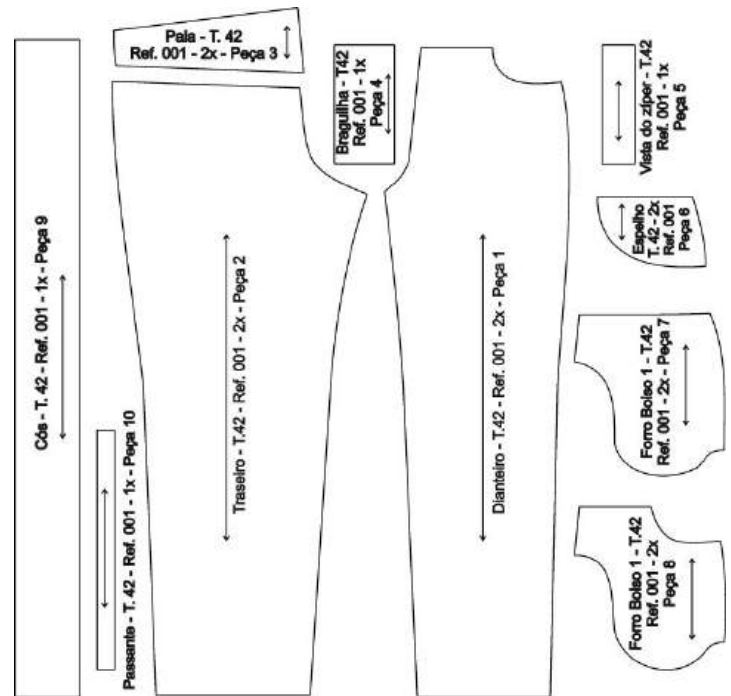 Cós - T. 42 - Ref. 001 - 1x - Peça 9
Pala - T. 42
Ref. 001 - 2x - Peça 3
Passante - T. 42 - Ref. 001 - 1x - Peça 10
Traseiro - T.42 - Ref. 001 - 2x - Peça 2
Braguilha - T42
Ref. 001 - 1x
Peça 4
Dianteiro - T.42 - Ref. 001 - 2x - Peça 1
Vista do zíper - T.42
Ref. 001 - 1x
Peça 5
Espelho
T. 42 - 2x
Ref. 001
Peça 6
Forro Bolso 1 - T.42
Ref. 001 - 2x - Peça 7
Forro Bolso 1 - T.42
Ref. 001 - 2x
Peça 8